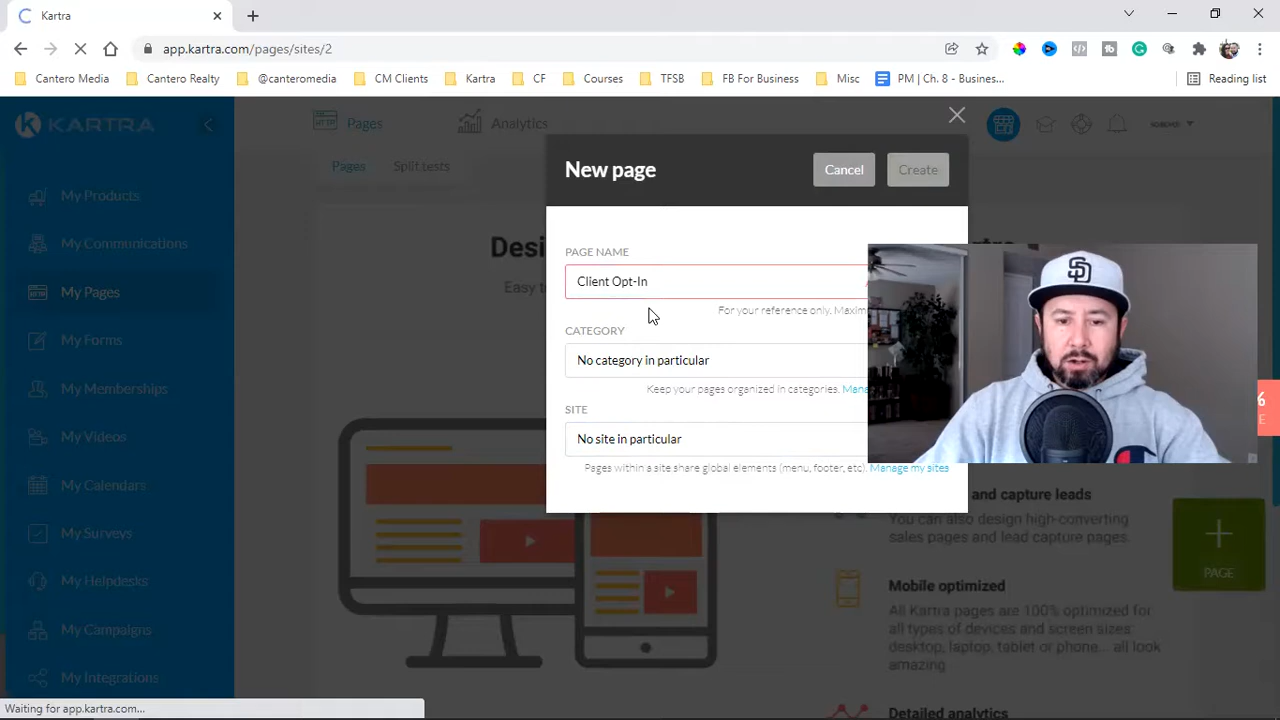 Kartra
app.kartra.com/pages/sites/2
Cantero Media
Cantero Realty
@canteromedia
CM Clients
Kartra
CF
Courses
TFSB
FB For Business
Misc
PM | Ch. 8 - Busines...
Reading list
KARTRA
Pages
Analytics
Pages
Split tests
My Products
My Communications
My Pages
My Forms
My Memberships
My Videos
My Calendars
My Surveys
My Helpdesks
My Campaigns
My Integrations
New page
Cancel
Create
PAGE NAME
Client Opt-In
For your reference only.
CATEGORY
No category in particular
Keep your pages organized in categories.
SITE
No site in particular
Pages within a site share global elements (menu, footer, etc). Manage my sites
Easy
and capture leads
You can also design high-converting
sales pages and lead capture pages.
Mobile optimized
All Kartra pages are 100% optimized for
all types of devices and screen sizes:
desktop, laptop, tablet or phone... all look
amazing
Detailed analytics
PAGE
SD
Waiting for app.kartra.com...